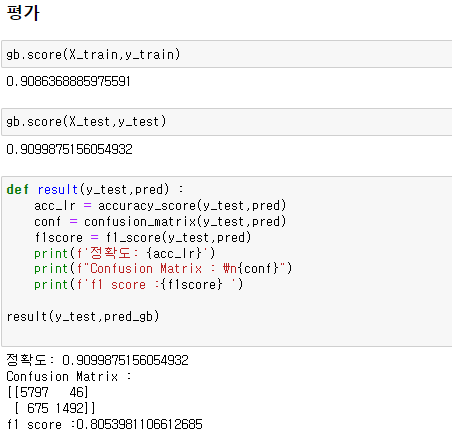 평가
gb.score(X_train,y_train)
0.9086368885975591
gb.score(X_test,y_test)
0.9099875156054932
def result(y_test,pred) :
    acc_lr = accuracy_score(y_test,pred)
    conf = confusion_matrix(y_test,pred)
    f1score = f1_score(y_test,pred)
    print(f'정확도: {acc_lr}')
    print(f"Confusion Matrix : ₩n{conf}")
    print(f'f1 score :{f1score} ')
result(y_test,pred_gb)
정확도: 0.9099875156054932
Confusion Matrix :
[[5797   46]
 [ 675 1492]]
f1 score :0.8053981106612685